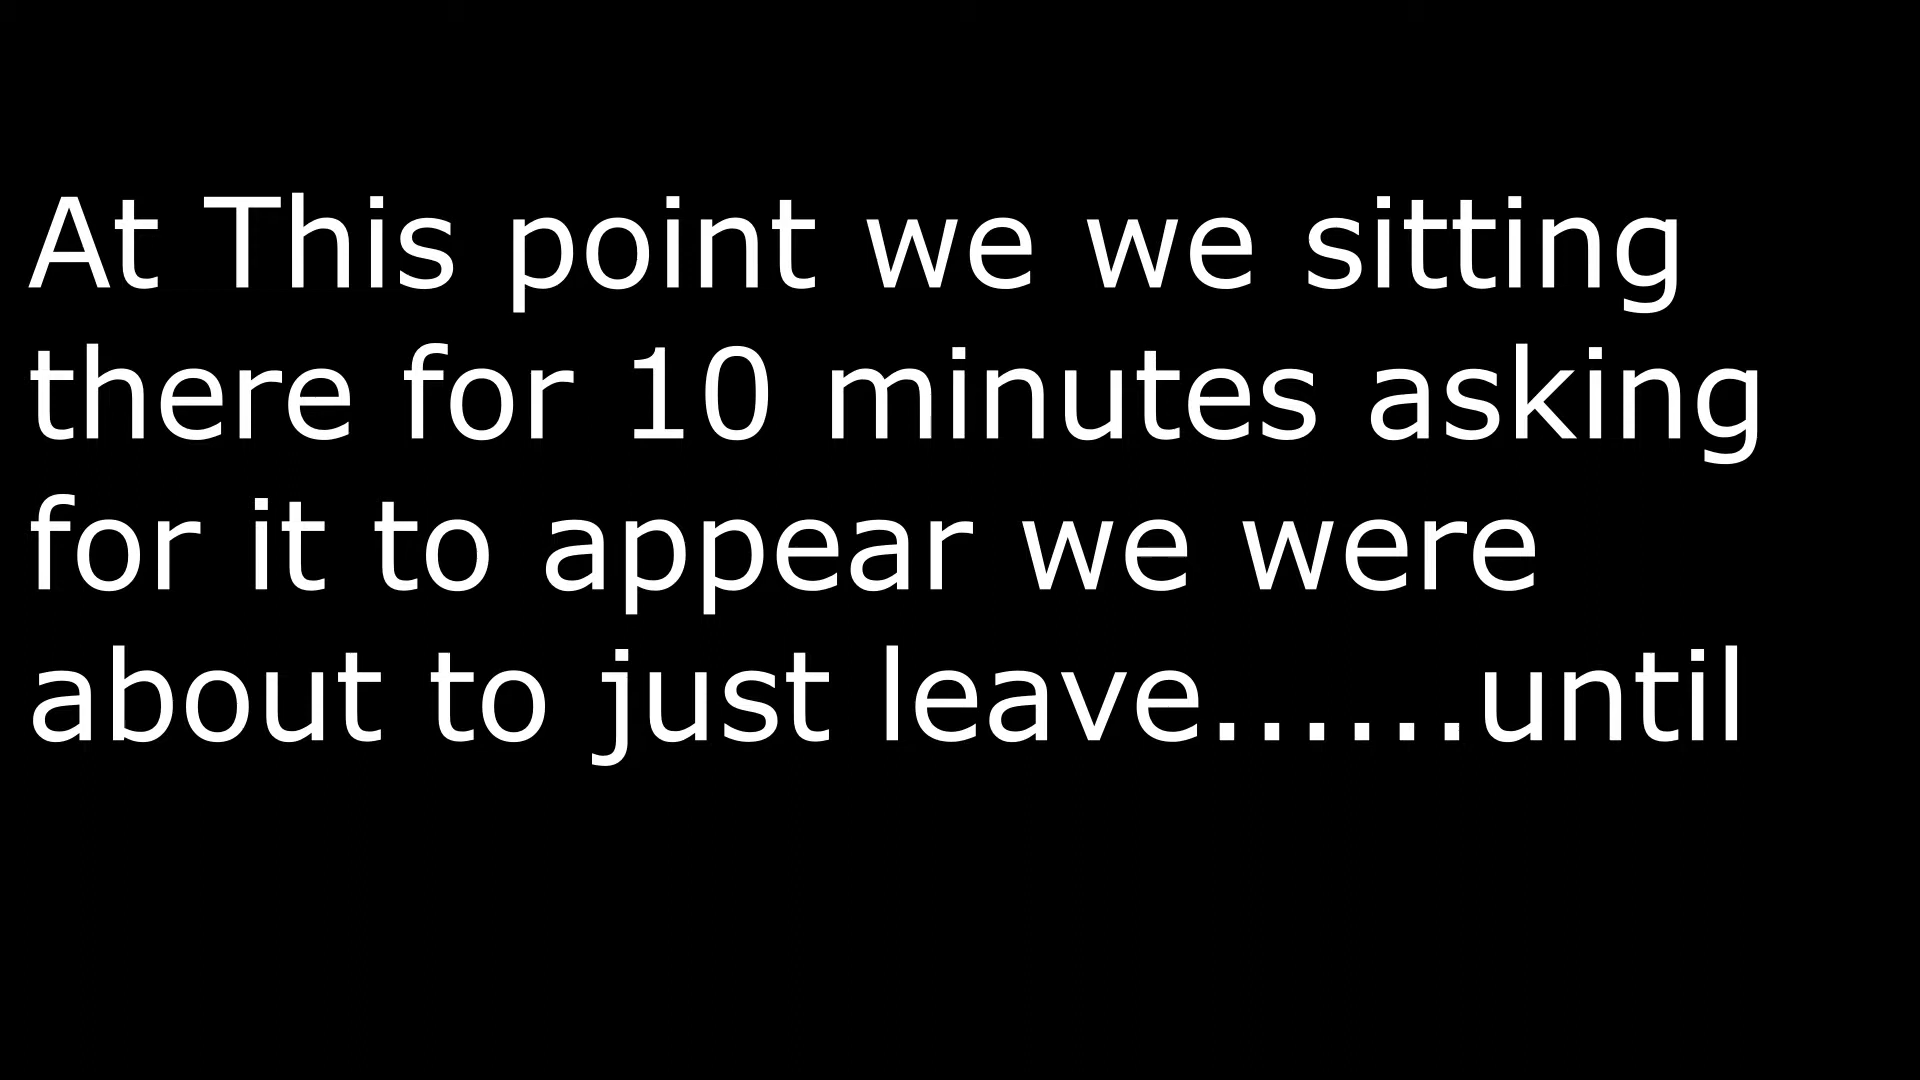 At This point we we sitting
there for 10 minutes asking
for it to appear we were
about to just leave......until